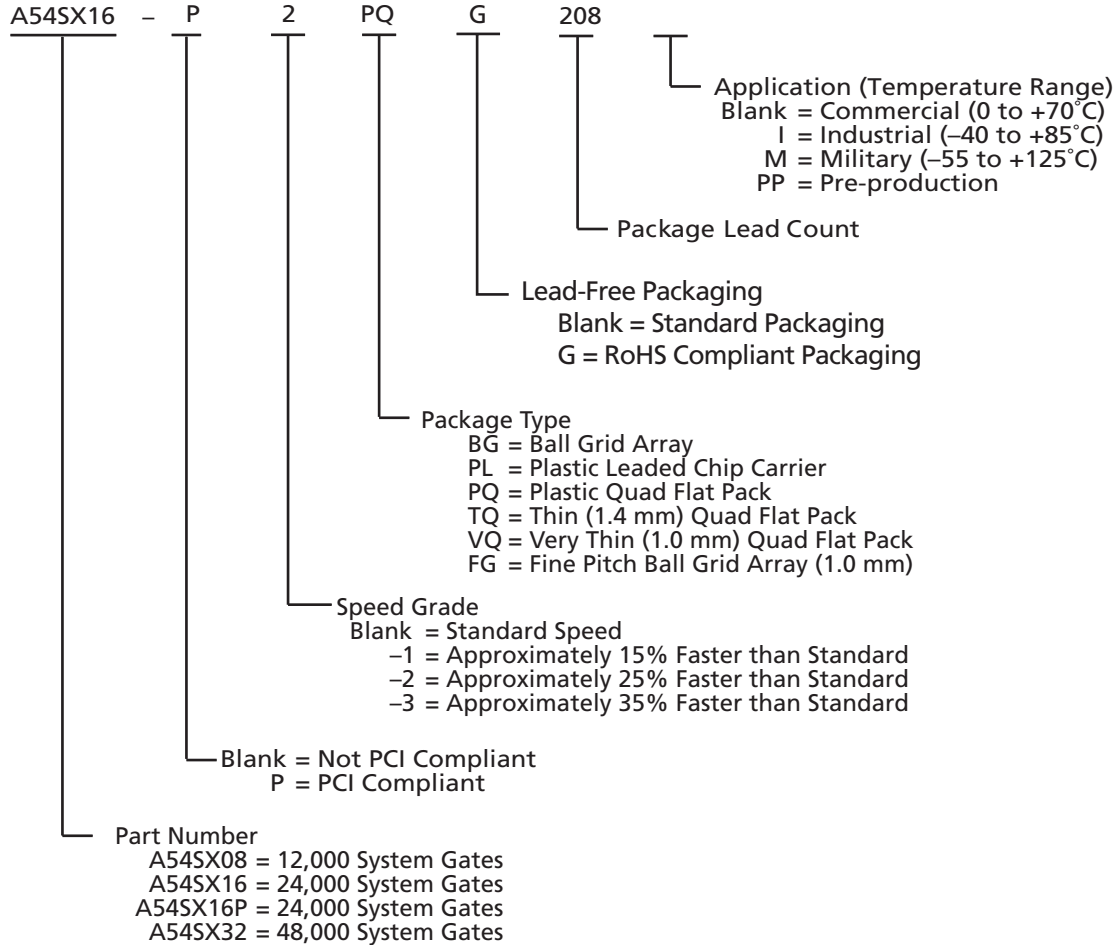 A54SX16 – P 2 PQ G 208
Application (Temperature Range)
Blank = Commercial (0 to +70˚C)
I = Industrial (–40 to +85˚C)
M = Military (–55 to +125˚C)
PP = Pre-production
Package Lead Count
Lead-Free Packaging
Blank = Standard Packaging
G = RoHS Compliant Packaging
Package Type
BG = Ball Grid Array
PL = Plastic Leaded Chip Carrier
PQ = Plastic Quad Flat Pack
TQ = Thin (1.4 mm) Quad Flat Pack
VQ = Very Thin (1.0 mm) Quad Flat Pack
FG = Fine Pitch Ball Grid Array (1.0 mm)
Speed Grade
Blank = Standard Speed
–1 = Approximately 15% Faster than Standard
–2 = Approximately 25% Faster than Standard
–3 = Approximately 35% Faster than Standard
Blank = Not PCI Compliant
P = PCI Compliant
Part Number
A54SX08 = 12,000 System Gates
A54SX16 = 24,000 System Gates
A54SX16P = 24,000 System Gates
A54SX32 = 48,000 System Gates